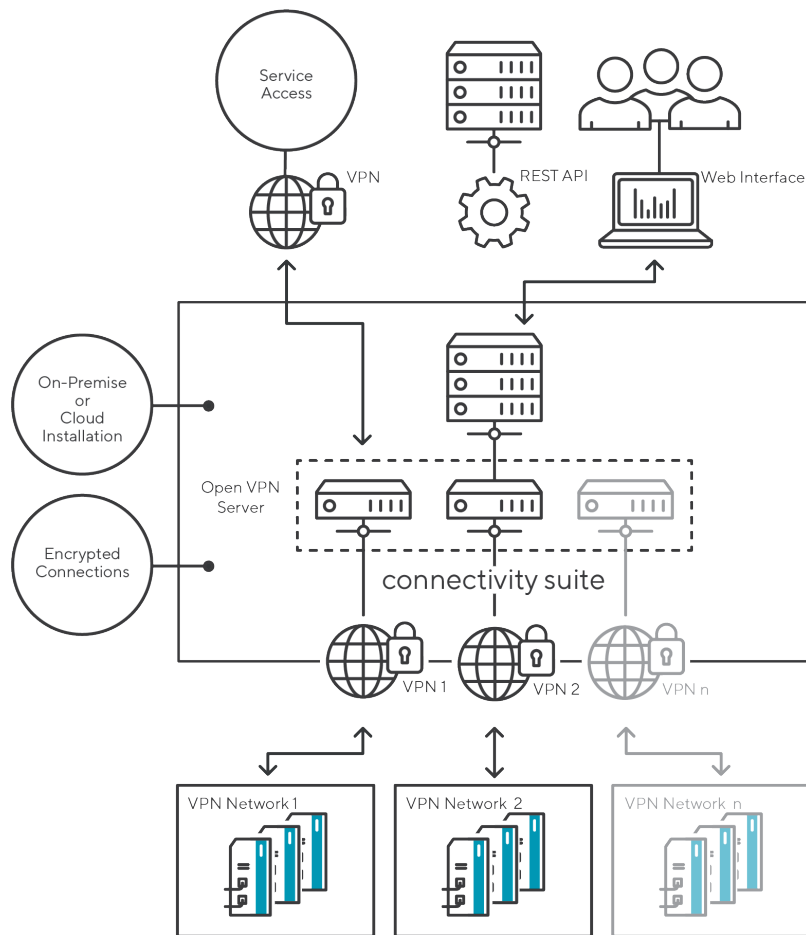 Service
Access
VPN
REST API
Web Interface
On-Premise
or
Cloud
Installation
Open VPN
Server
Encrypted
Connections
connectivity suite
VPN 1
VPN 2
VPN n
VPN Network 1
VPN Network 2
VPN Network n